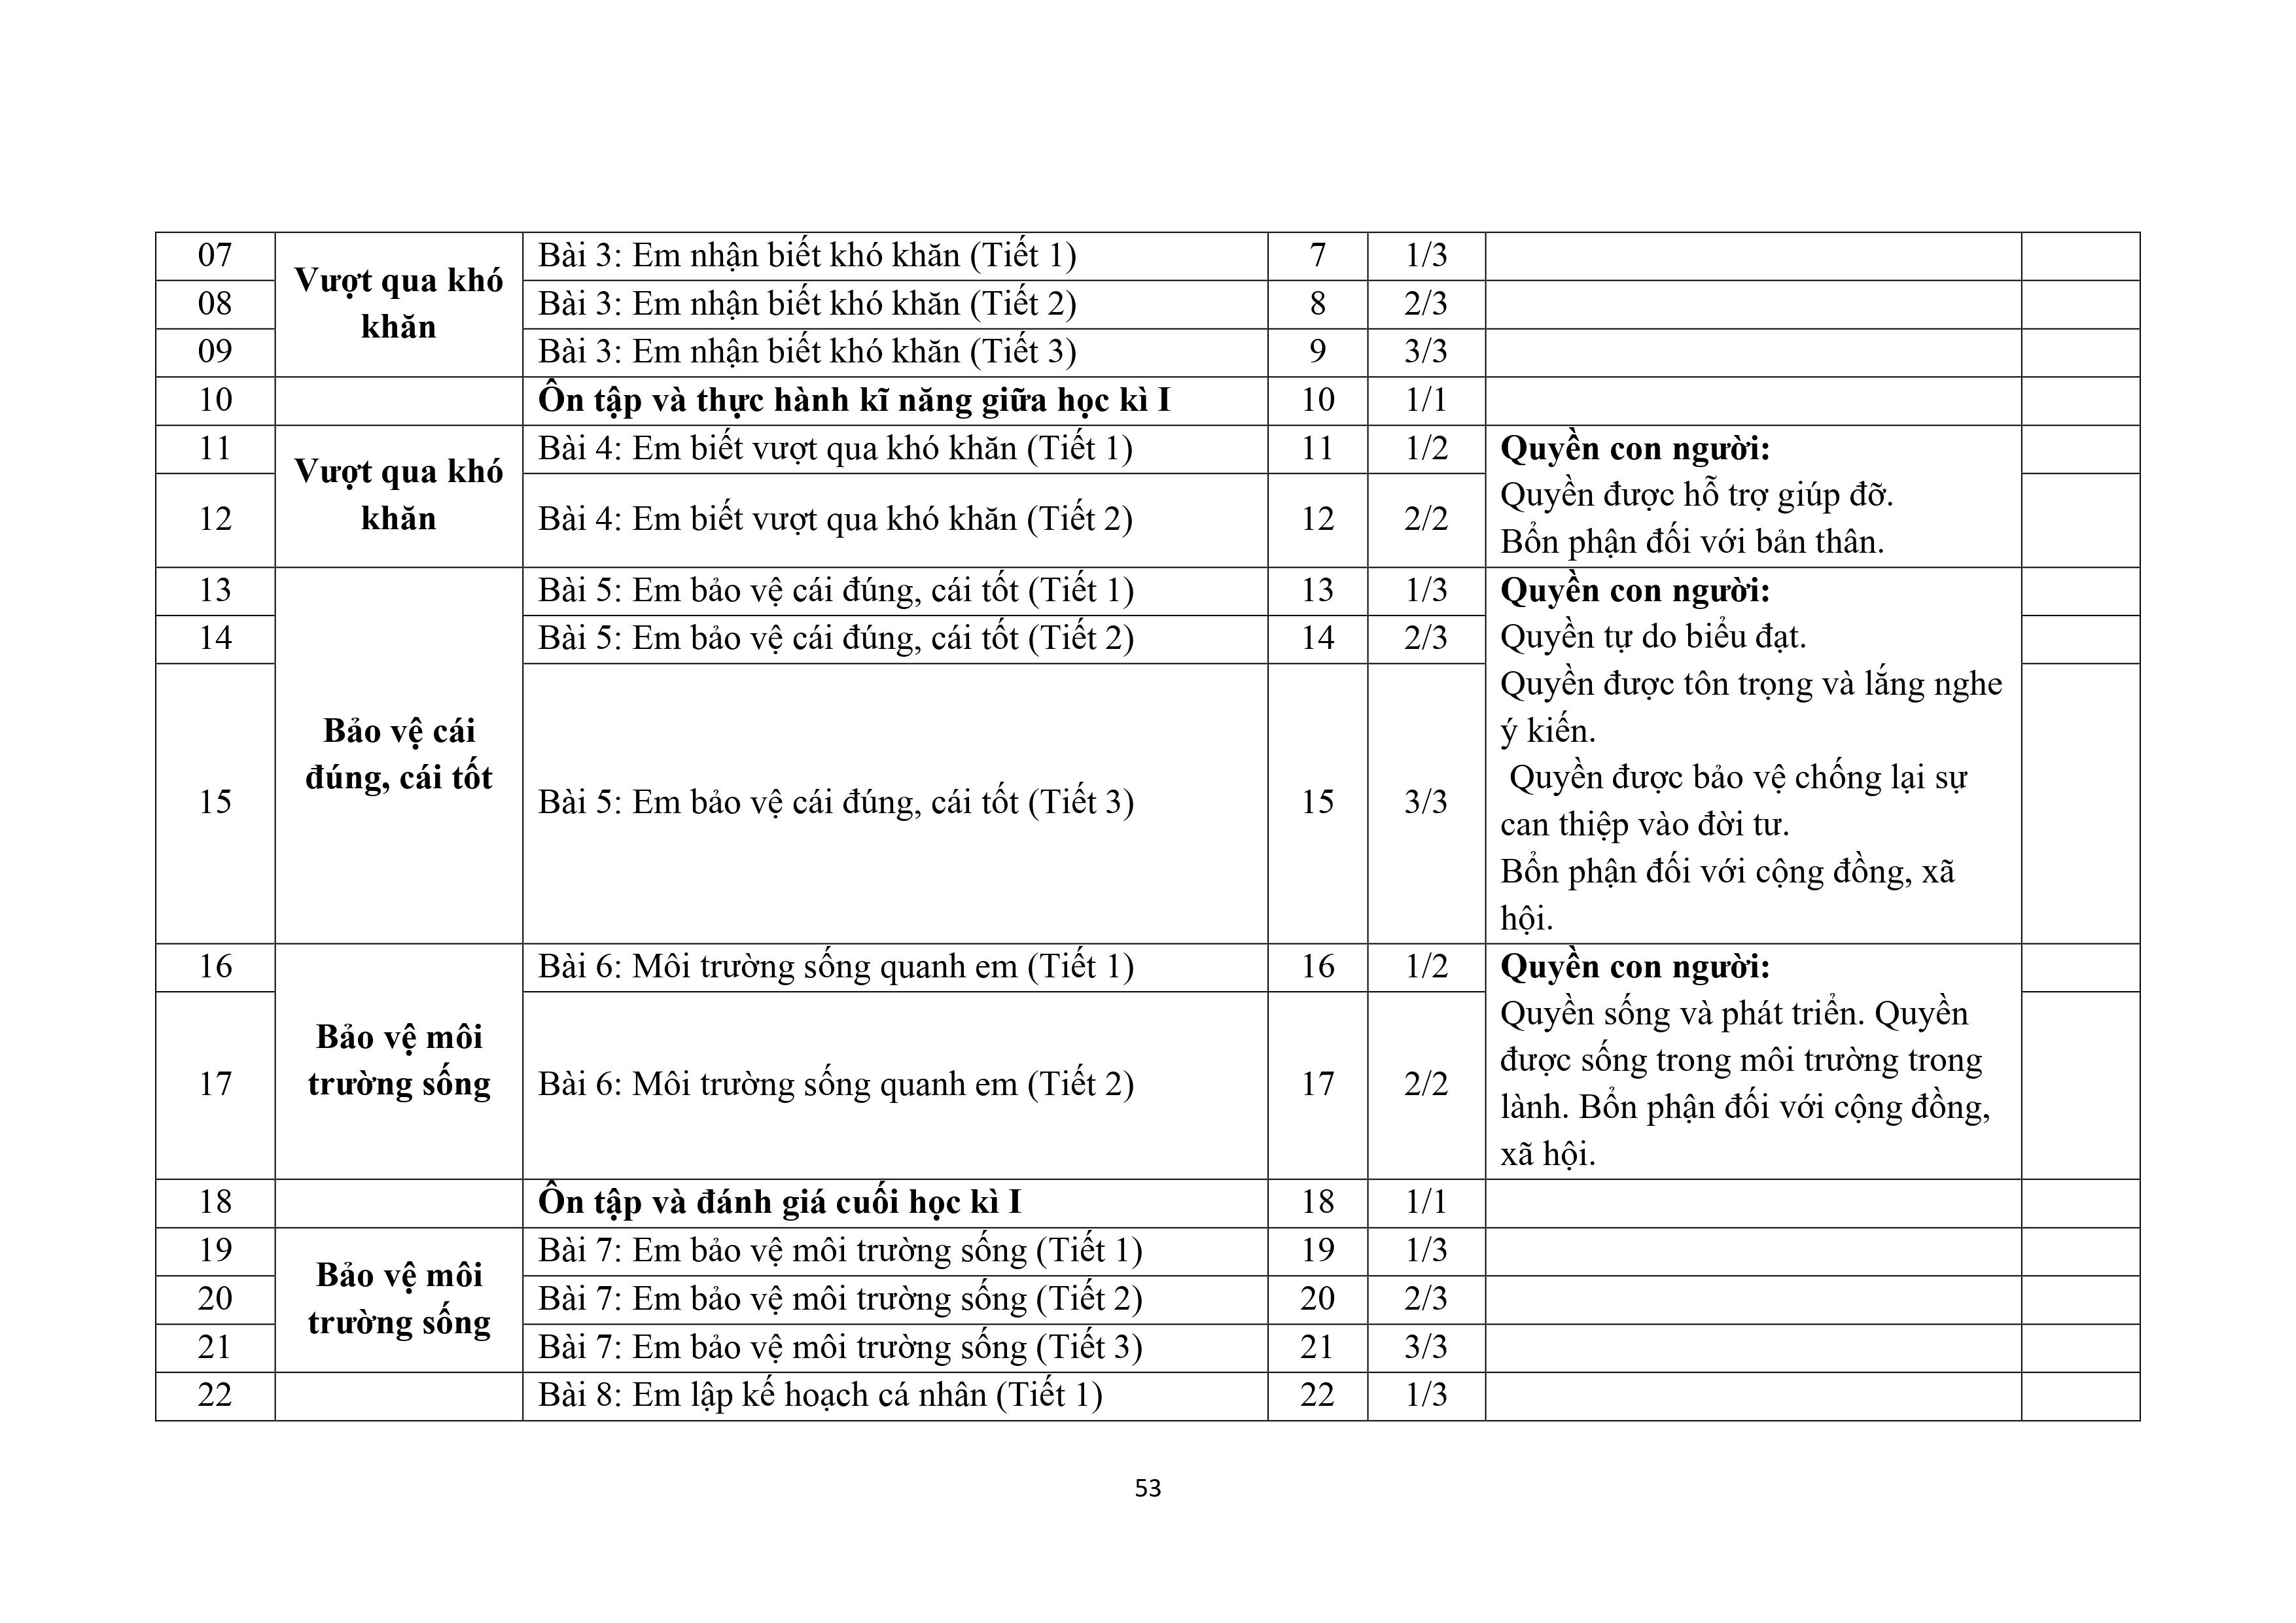 07 Vượt qua khó khăn Bài 3: Em nhận biết khó khăn (Tiết 1) 7 1/3
08 Bài 3: Em nhận biết khó khăn (Tiết 2) 8 2/3
09 Bài 3: Em nhận biết khó khăn (Tiết 3) 9 3/3
10 Ôn tập và thực hành kĩ năng giữa học kì I 10 1/1
11 Vượt qua khó khăn Bài 4: Em biết vượt qua khó khăn (Tiết 1) 11 1/2 Quyền con người:
Quyền được hỗ trợ giúp đỡ.
12 Bài 4: Em biết vượt qua khó khăn (Tiết 2) 12 2/2
Bổn phận đối với bản thân.
13 Bài 5: Em bảo vệ cái đúng, cái tốt (Tiết 1) 13 1/3 Quyền con người:
14 Bài 5: Em bảo vệ cái đúng, cái tốt (Tiết 2) 14 2/3 Quyền tự do biểu đạt.
Quyền được tôn trọng và lắng nghe
Bảo vệ cái ý kiến.
đúng, cái tốt Quyền được bảo vệ chống lại sự
15 Bài 5: Em bảo vệ cái đúng, cái tốt (Tiết 3) 15 3/3
can thiệp vào đời tư.
Bổn phận đối với cộng đồng, xã
hội.
16 Bài 6: Môi trường sống quanh em (Tiết 1) 16 1/2 Quyền con người:
Quyền sống và phát triển. Quyền
Bảo vệ môi được sống trong môi trường trong
17 trường sống Bài 6: Môi trường sống quanh em (Tiết 2) 17 2/2
lành. Bổn phận đối với cộng đồng,
xã hội.
18 Ôn tập và đánh giá cuối học kì I 18 1/1
19 Bảo vệ môi trường sống Bài 7: Em bảo vệ môi trường sống (Tiết 1) 19 1/3
20 Bài 7: Em bảo vệ môi trường sống (Tiết 2) 20 2/3
21 Bài 7: Em bảo vệ môi trường sống (Tiết 3) 21 3/3
22 Bài 8: Em lập kế hoạch cá nhân (Tiết 1) 22 1/3
53